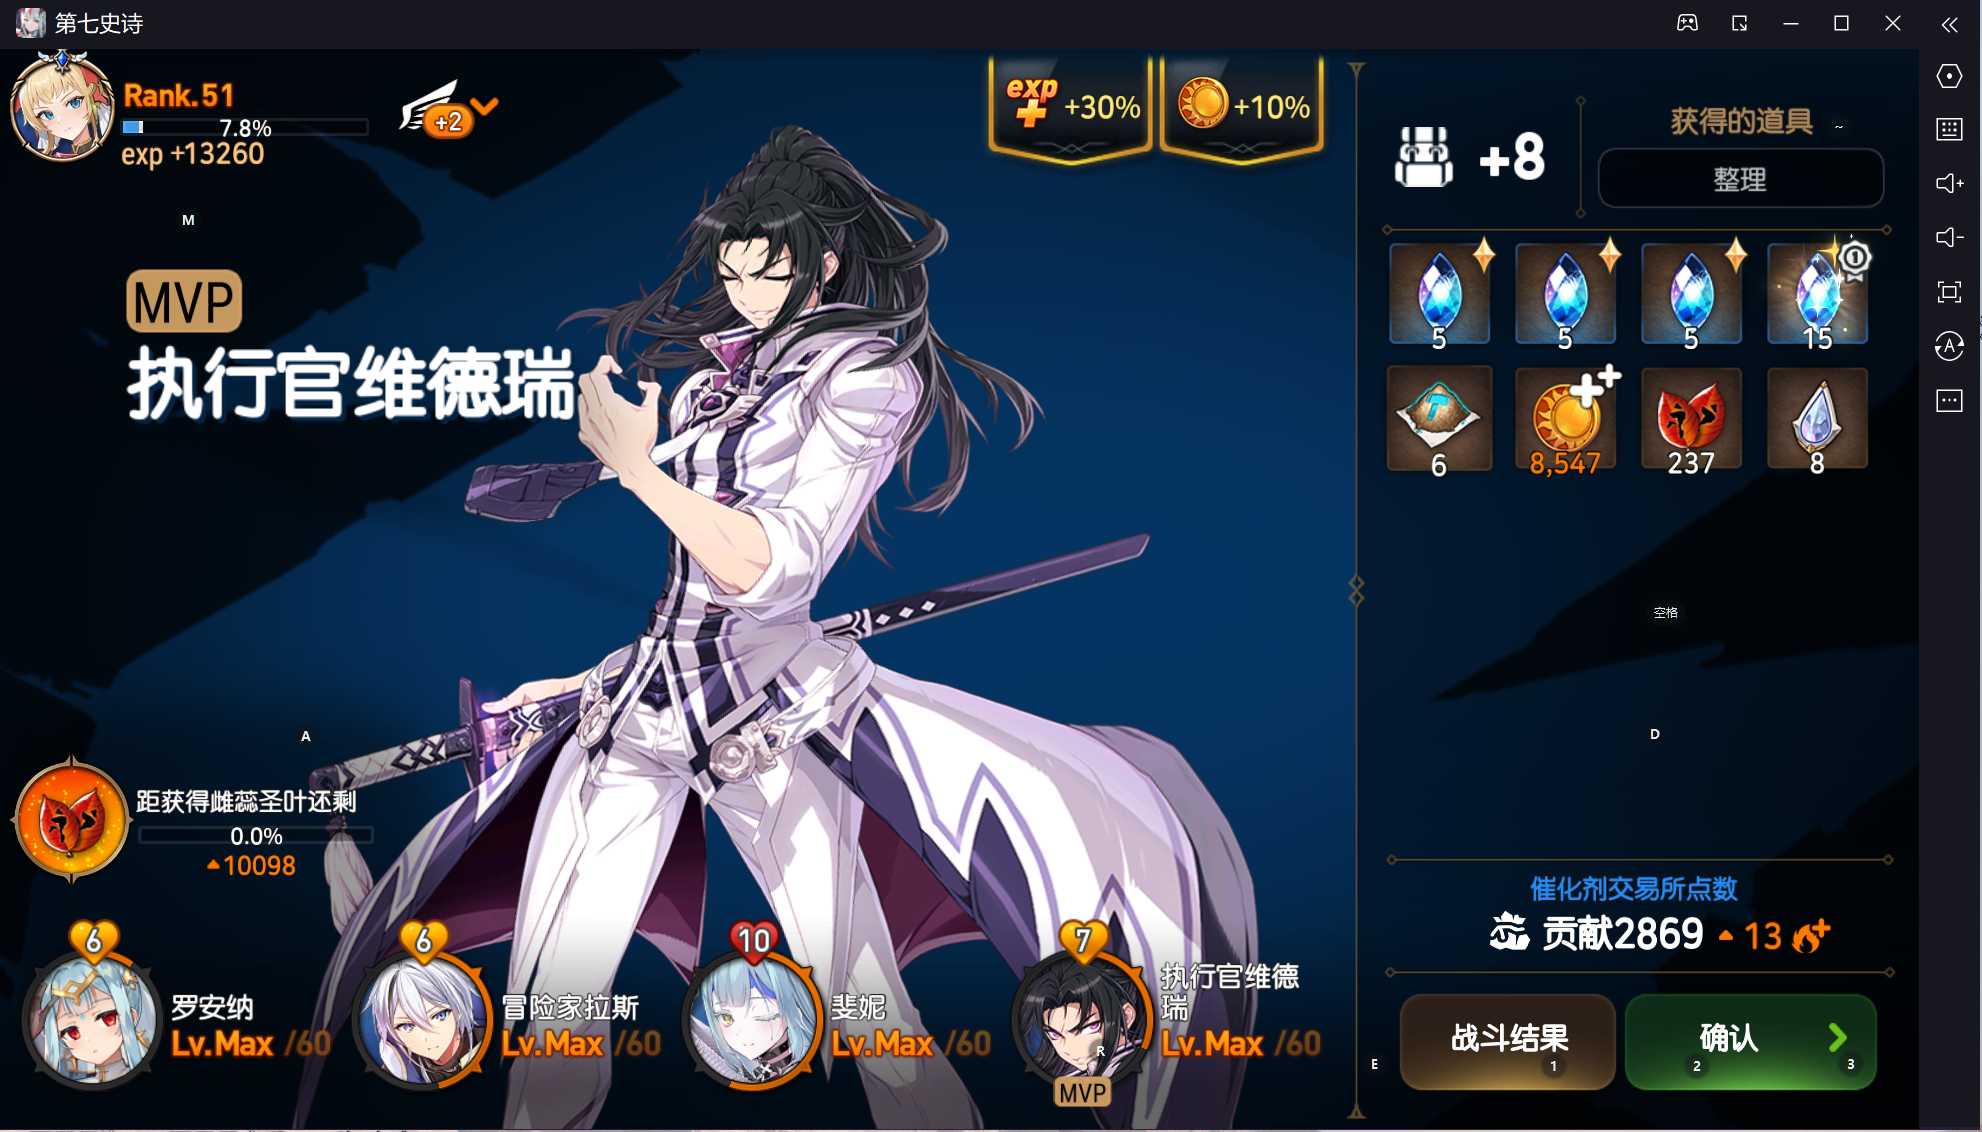 第七史诗
Rank.51
7.8%
exp +13260
+2
exp +30%
+10%
M
MVP
执行官维德瑞
+8
获得的道具
~
整理
5
5
5
1
15
6
8,547
237
8
空格
D
A
距获得雌蕊圣叶还剩
0.0%
10098
催化剂交易所点数
贡献2869
13
6
罗安纳
Lv.Max /60
6
冒险家拉斯
Lv.Max /60
10
斐妮
Lv.Max /60
7
执行官维德
瑞
Lv.Max /60
R
MVP
E
战斗结果
1
确认
2
3
A